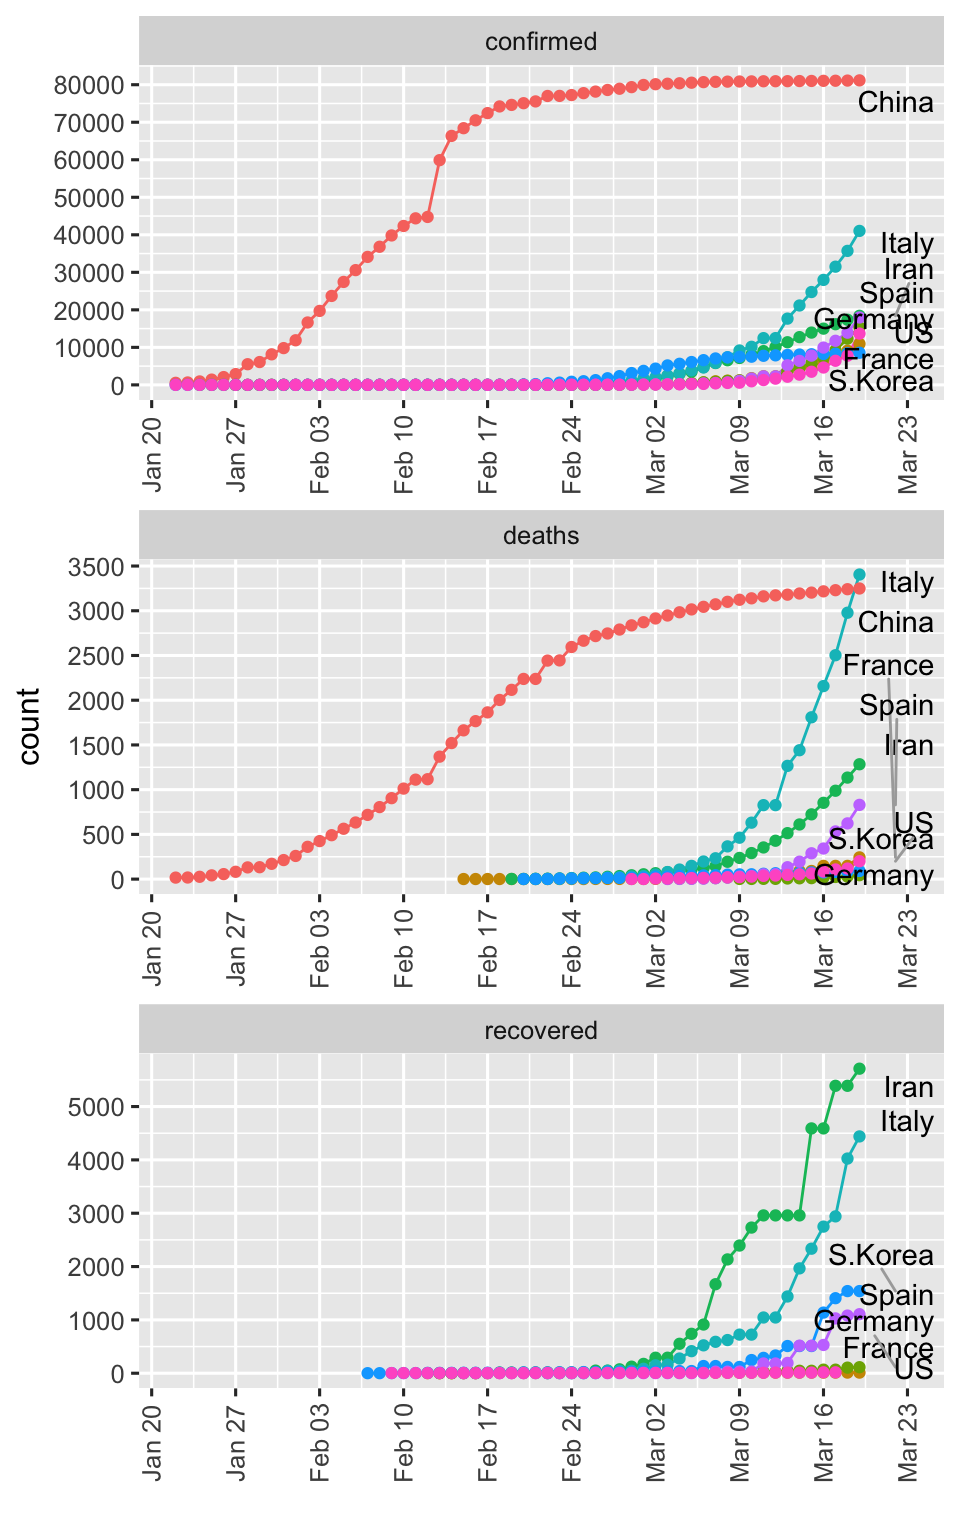 confirmed
80000
70000
60000
50000
40000
30000
20000
10000
0
China
Italy
Iran
Spain
Germany
US
France
S.Korea
Jan 20
Jan 27
Feb 03
Feb 10
Feb 17
Feb 24
Mar 02
Mar 09
Mar 16
Mar 23
count
deaths
3500
3000
2500
2000
1500
1000
500
0
Italy
China
France
Spain
Iran
US
S.Korea
Germany
Jan 20
Jan 27
Feb 03
Feb 10
Feb 17
Feb 24
Mar 02
Mar 09
Mar 16
Mar 23
recovered
5000
4000
3000
2000
1000
0
Iran
Italy
S.Korea
Spain
Germany
France
US
Jan 20
Jan 27
Feb 03
Feb 10
Feb 17
Feb 24
Mar 02
Mar 09
Mar 16
Mar 23